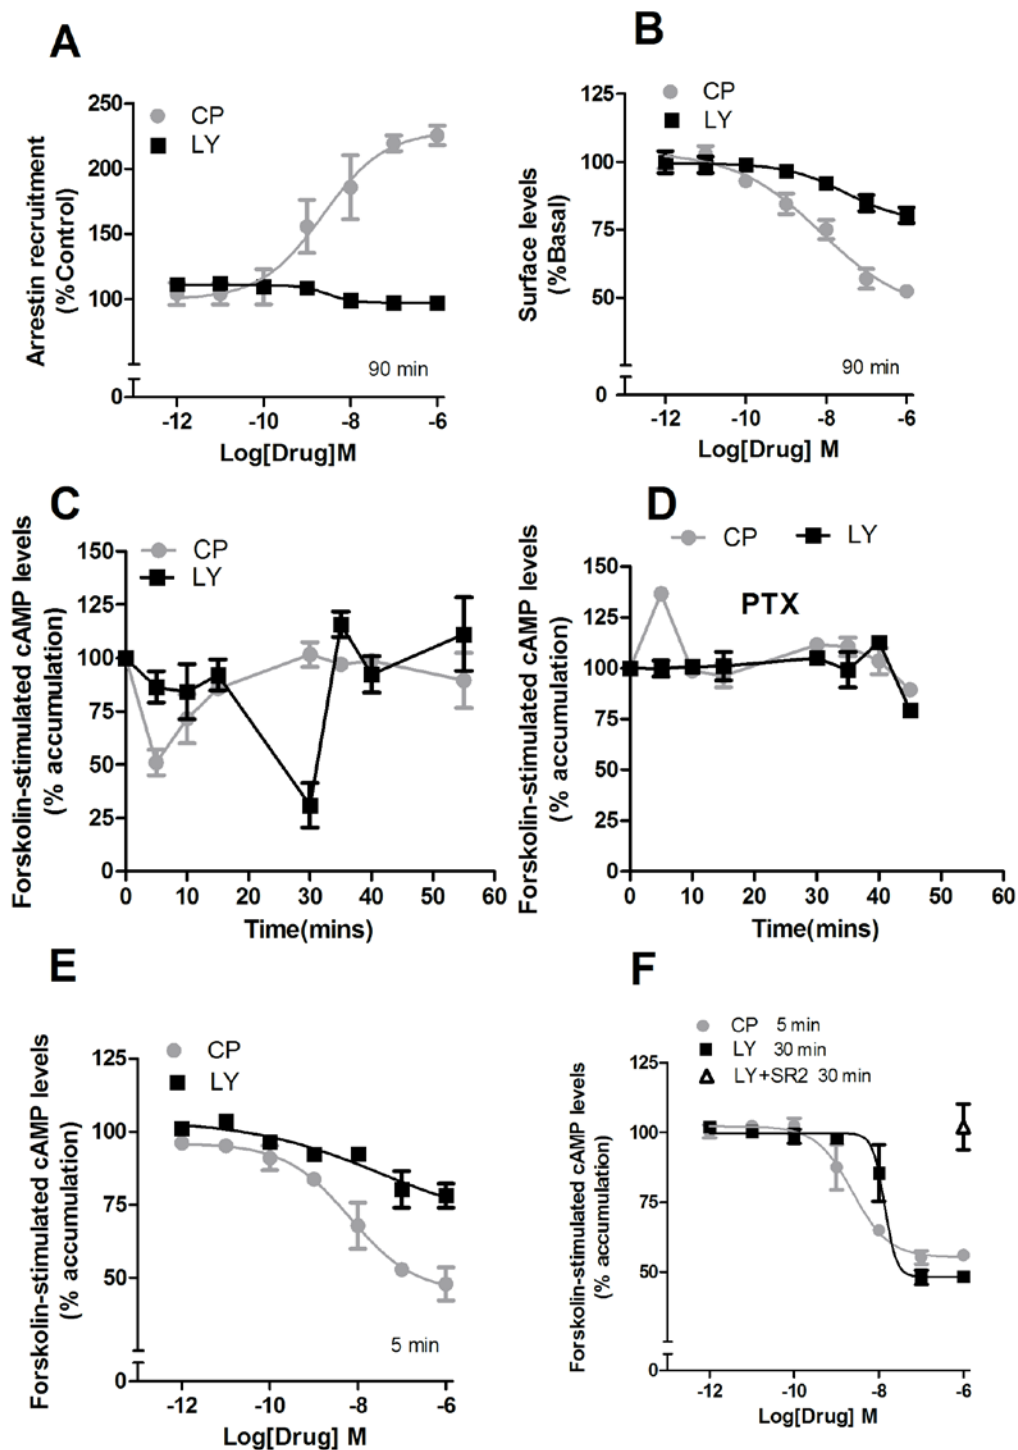 A
250
200
150
100
0
CP
LY
Arrestin recruitment
(%Control)
90 min
-12
-10
-8
-6
Log[Drug]M
B
125
100
75
50
0
CP
LY
Surface levels
(%Basal)
90 min
-12
-10
-8
-6
Log[Drug] M
C
150
125
100
75
50
25
0
CP
LY
Forskolin-stimulated cAMP levels
(% accumulation)
0
10
20
30
40
50
60
Time(mins)
D
CP
LY
150
125
100
75
50
25
0
PTX
Forskolin-stimulated cAMP levels
(% accumulation)
0
10
20
30
40
50
60
Time(mins)
E
CP
LY
125
100
75
50
0
Forskolin-stimulated cAMP levels
(% accumulation)
5 min
-12
-10
-8
-6
Log[Drug] M
F
CP 5 min
LY 30 min
LY+SR2 30 min
125
100
75
50
0
Forskolin-stimulated cAMP levels
(% accumulation)
-12
-10
-8
-6
Log[Drug] M